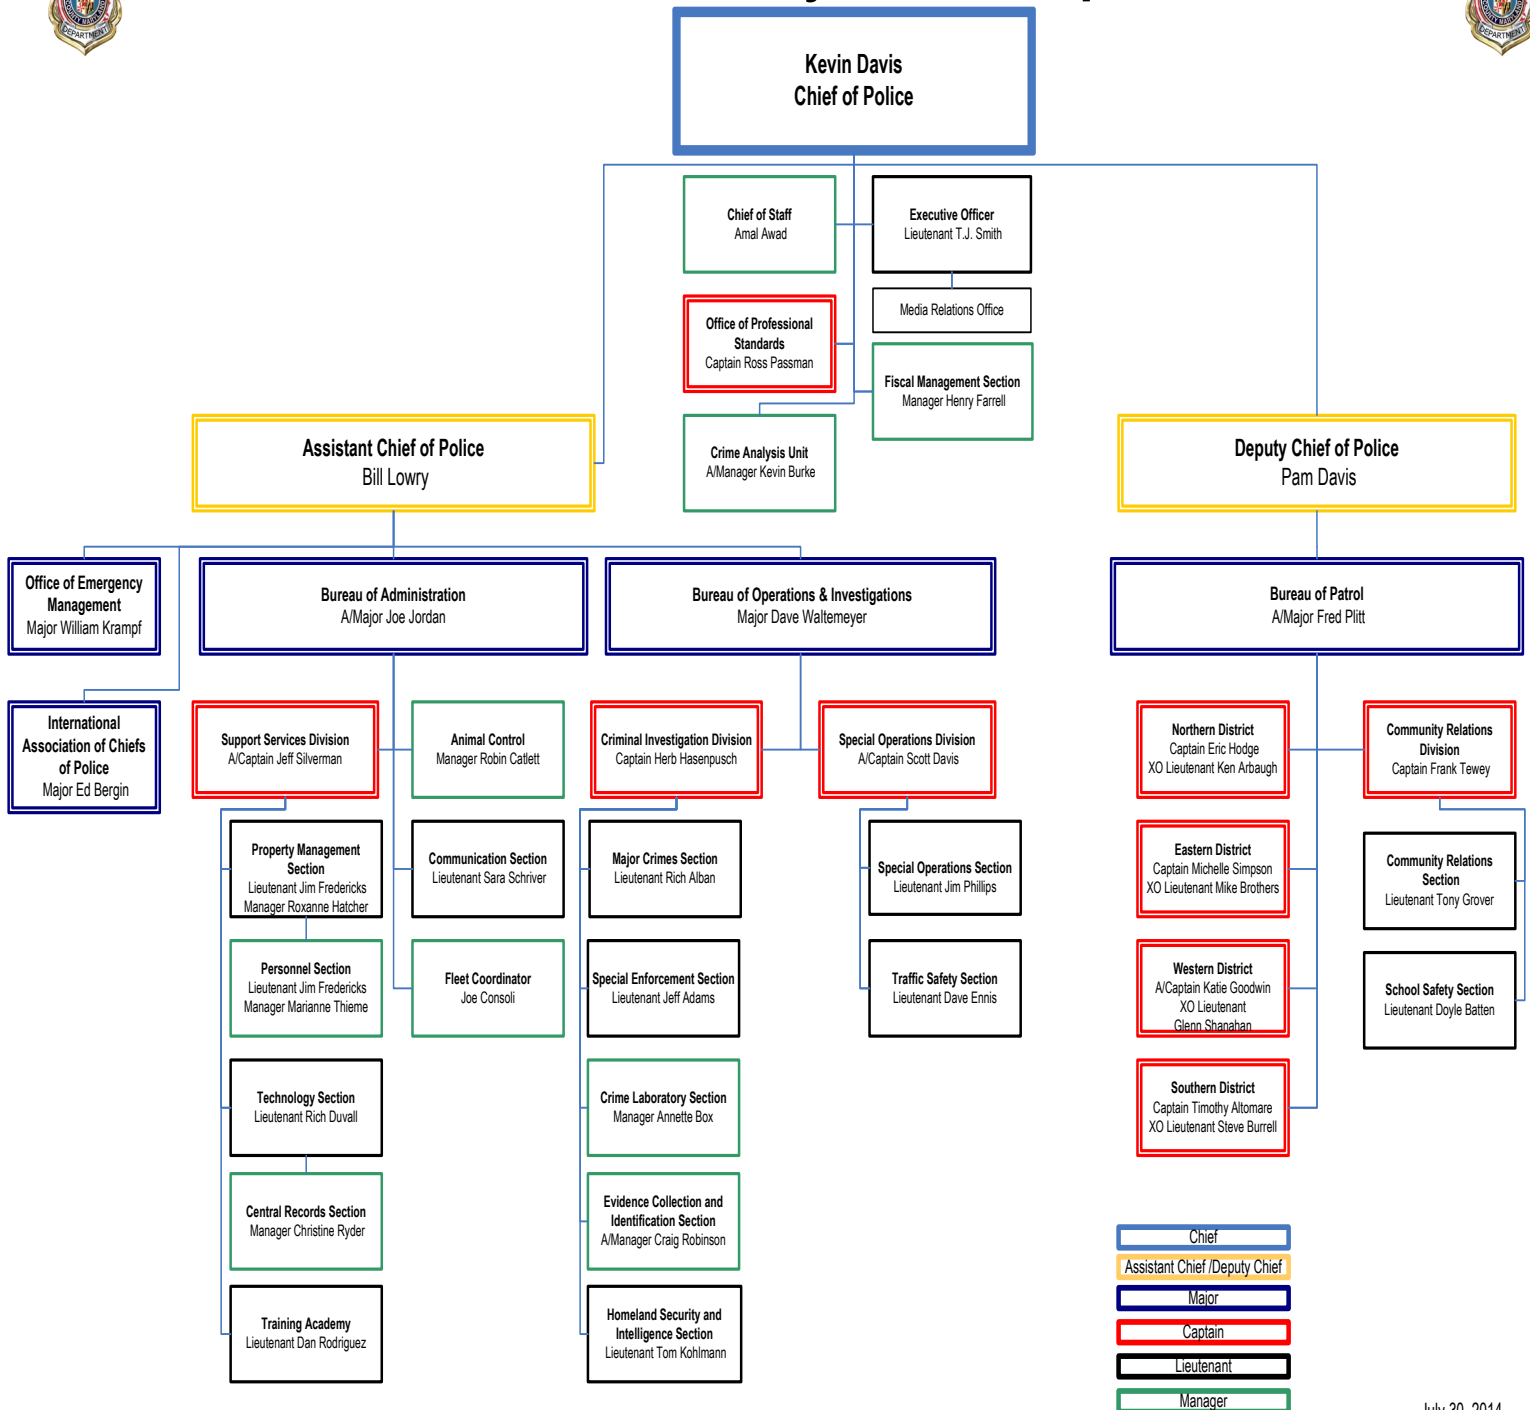 Kevin Davis
Chief of Police
Chief of Staff
Amal Awad
Executive Officer
Lieutenant T.J. Smith
Media Relations Office
Office of Professional
Standards
Captain Ross Passman
Fiscal Management Section
Manager Henry Farrell
Crime Analysis Unit
A/Manager Kevin Burke
Assistant Chief of Police
Bill Lowry
Deputy Chief of Police
Pam Davis
Office of Emergency
Management
Major William Krampf
Bureau of Administration
A/Major Joe Jordan
Bureau of Operations & Investigations
Major Dave Waltemeyer
Bureau of Patrol
A/Major Fred Plitt
International
Association of Chiefs
of Police
Major Ed Bergin
Support Services Division
A/Captain Jeff Silverman
Animal Control
Manager Robin Catlett
Criminal Investigation Division
Captain Herb Hasenpusch
Special Operations Division
A/Captain Scott Davis
Northern District
Captain Eric Hodge
XO Lieutenant Ken Arbaugh
Community Relations
Division
Captain Frank Tewey
Property Management
Section
Lieutenant Jim Fredericks
Manager Roxanne Hatcher
Communication Section
Lieutenant Sara Schriver
Major Crimes Section
Lieutenant Rich Alban
Special Operations Section
Lieutenant Jim Phillips
Eastern District
Captain Michelle Simpson
XO Lieutenant Mike Brothers
Community Relations
Section
Lieutenant Tony Grover
Personnel Section
Lieutenant Jim Fredericks
Manager Marianne Thieme
Fleet Coordinator
Joe Consoli
Special Enforcement Section
Lieutenant Jeff Adams
Traffic Safety Section
Lieutenant Dave Ennis
Western District
A/Captain Katie Goodwin
XO Lieutenant
Glenn Shanahan
School Safety Section
Lieutenant Doyle Batten
Technology Section
Lieutenant Rich Duvall
Crime Laboratory Section
Manager Annette Box
Southern District
Captain Timothy Altomare
XO Lieutenant Steve Burrell
Central Records Section
Manager Christine Ryder
Evidence Collection and
Identification Section
A/Manager Craig Robinson
Training Academy
Lieutenant Dan Rodriguez
Homeland Security and
Intelligence Section
Lieutenant Tom Kohlmann
Chief
Assistant Chief /Deputy Chief
Major
Captain
Lieutenant
Manager
July 30, 2014